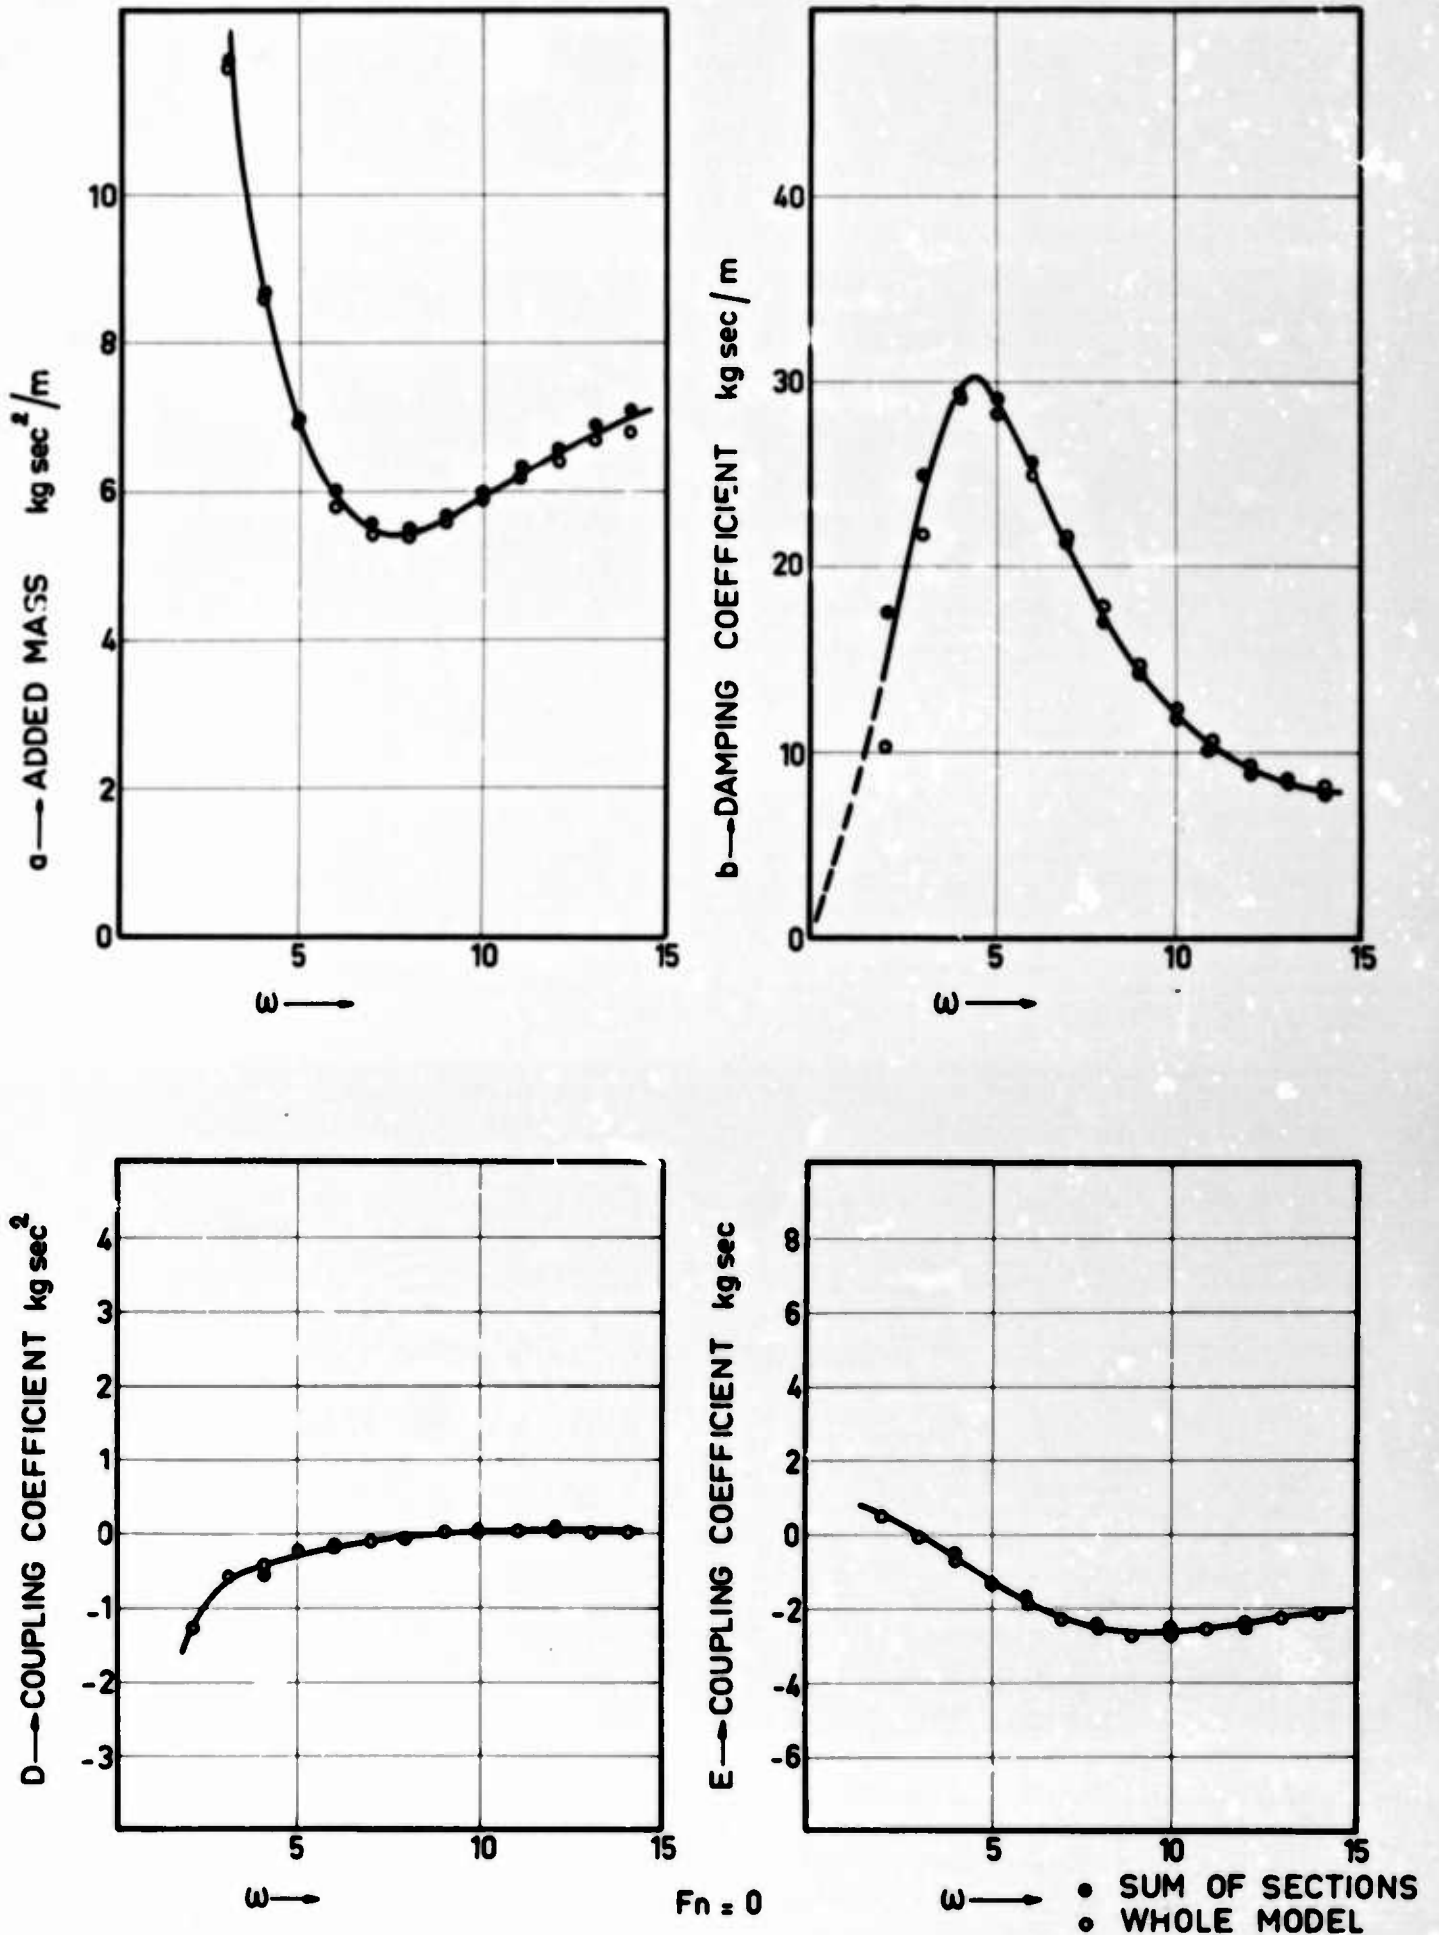 a→ADDED MASS kg sec²/m
10
8
6
4
2
0
5 10 15
ω→
b→DAMPING COEFFICIENT kg sec/m
40
30
20
10
0
5 10 15
ω→
D→COUPLING COEFFICIENT kg sec²
4
3
2
1
0
-1
-2
-3
5 10 15
ω→
E→COUPLING COEFFICIENT kg sec
8
6
4
2
0
-2
-4
-6
5 10 15
Fn = 0
ω→
● SUM OF SECTIONS
○ WHOLE MODEL